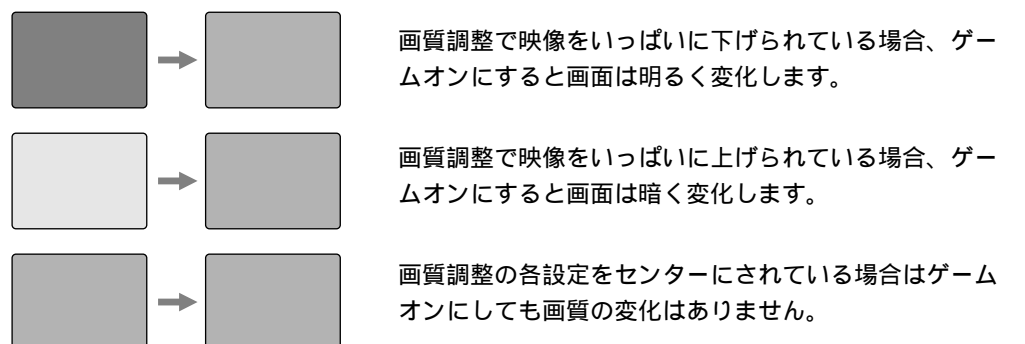 画質調整で映像をいっぱいに下げられている場合、ゲー
ムオンにすると画面は明るく変化します。
画質調整で映像をいっぱいに上げられている場合、ゲー
ムオンにすると画面は暗く変化します。
画質調整の各設定をセンターにされている場合はゲーム
オンにしても画質の変化はありません。